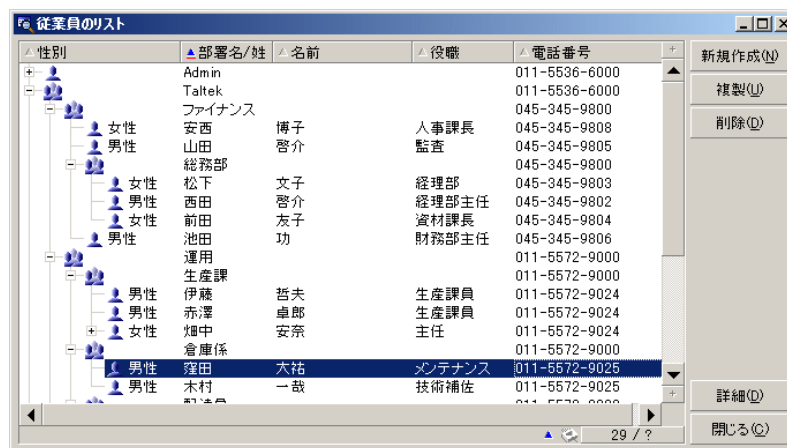 従業員のリスト
性別 部署名/姓 名前 役職 電話番号
Admin 011-5536-6000
Taltek 011-5536-6000
ファイナンス 045-345-9800
女性 安西 博子 人事課長 045-345-9808
男性 山田 啓介 監査 045-345-9805
総務部 045-345-9800
女性 松下 文子 経理部 045-345-9803
男性 西田 啓介 経理部主任 045-345-9802
女性 前田 友子 資材課長 045-345-9804
男性 池田 功 財務部主任 045-345-9806
運用 011-5572-9000
生産課 011-5572-9000
男性 伊藤 哲夫 生産課員 011-5572-9024
男性 赤澤 卓郎 生産課員 011-5572-9024
女性 畑中 安奈 主任 011-5572-9024
倉庫係 011-5572-9000
男性 窪田 大祐 メンテナンス 011-5572-9025
男性 木村 一哉 技術補佐 011-5572-9025
29 / ?
新規作成(N)
複製(U)
削除(D)
詳細(D)
閉じる(C)